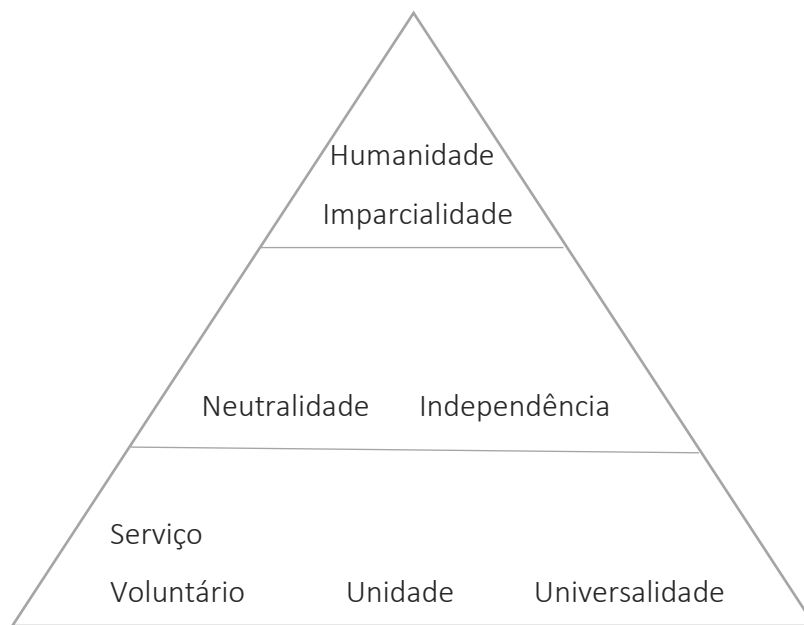 Humanidade
Imparcialidade
Neutralidade Independência
Serviço
Voluntário Unidade Universalidade